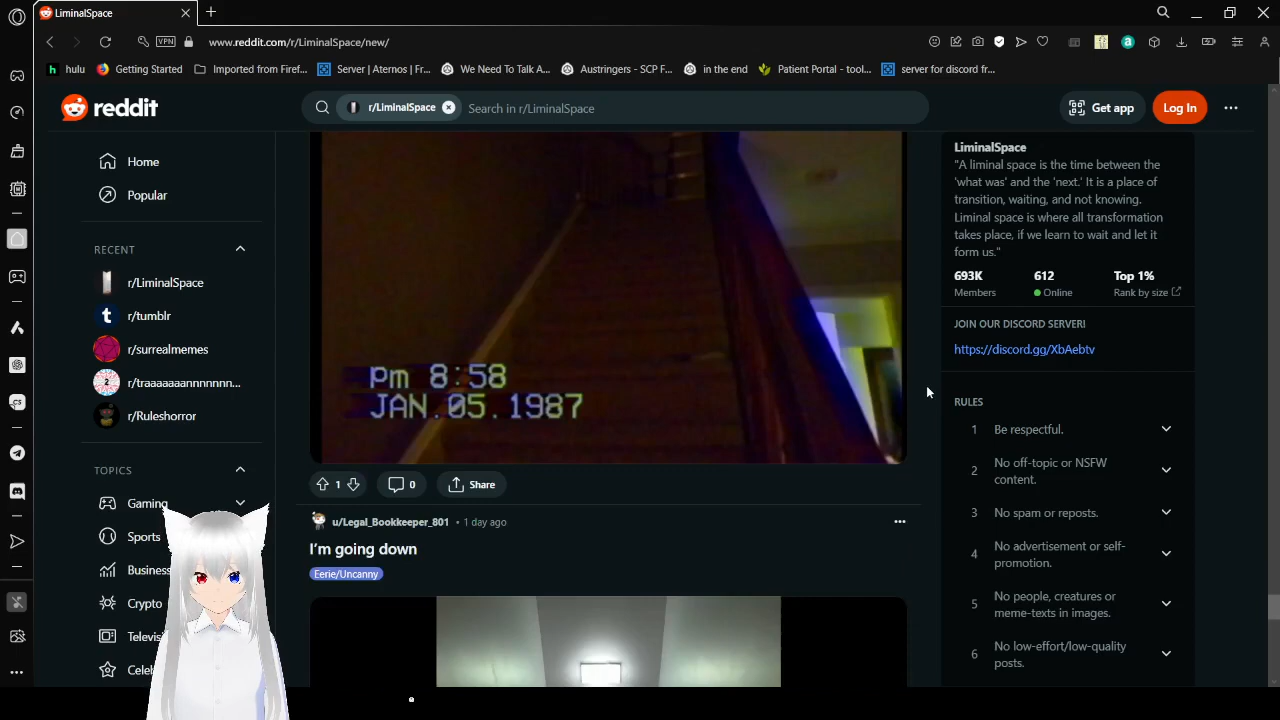 LiminalSpace
www.reddit.com/r/LiminalSpace/new/
VPN
hulu
Getting Started
Imported from Firef...
Server | Aternos | Fr...
We Need To Talk A...
Austringers - SCP F...
in the end
Patient Portal - tool...
server for discord fr...
reddit
r/LiminalSpace
Search in r/LiminalSpace
Get app
Log In
Home
Popular
RECENT
r/LiminalSpace
r/tumblr
r/surrealmemes
r/traaaaaaannnnnnn...
r/Ruleshorror
TOPICS
Gaming
Sports
Business
Crypto
Televisi
Celeb
Pm 8:58
JAN.05.1987
1
0
Share
u/Legal_Bookkeeper_801 • 1 day ago
I'm going down
Eerie/Uncanny
LiminalSpace
"A liminal space is the time between the
'what was' and the 'next.' It is a place of
transition, waiting, and not knowing.
Liminal space is where all transformation
takes place, if we learn to wait and let it
form us."
693K
612
Top 1%
Members
Online
Rank by size
JOIN OUR DISCORD SERVER!
https://discord.gg/XbAebtv
RULES
1 Be respectful.
2 No off-topic or NSFW
content.
3 No spam or reposts.
4 No advertisement or self-
promotion.
5 No people, creatures or
meme-texts in images.
6 No low-effort/low-quality
posts.